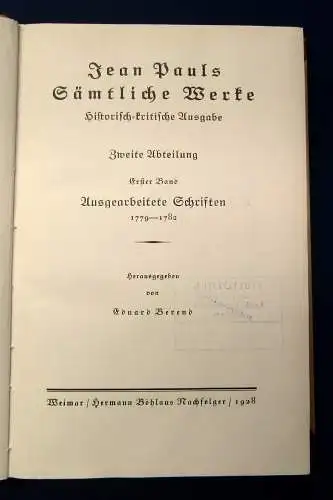 Jean Pauls
Sämtliche Werke
Historisch-kritische Ausgabe
Zweite Abteilung
Erster Band
Ausgearbeitete Schriften
1779—1782
Herausgegeben
von
Eduard Berend
Weimar / Hermann Böhlaus Nachfolger / 1928